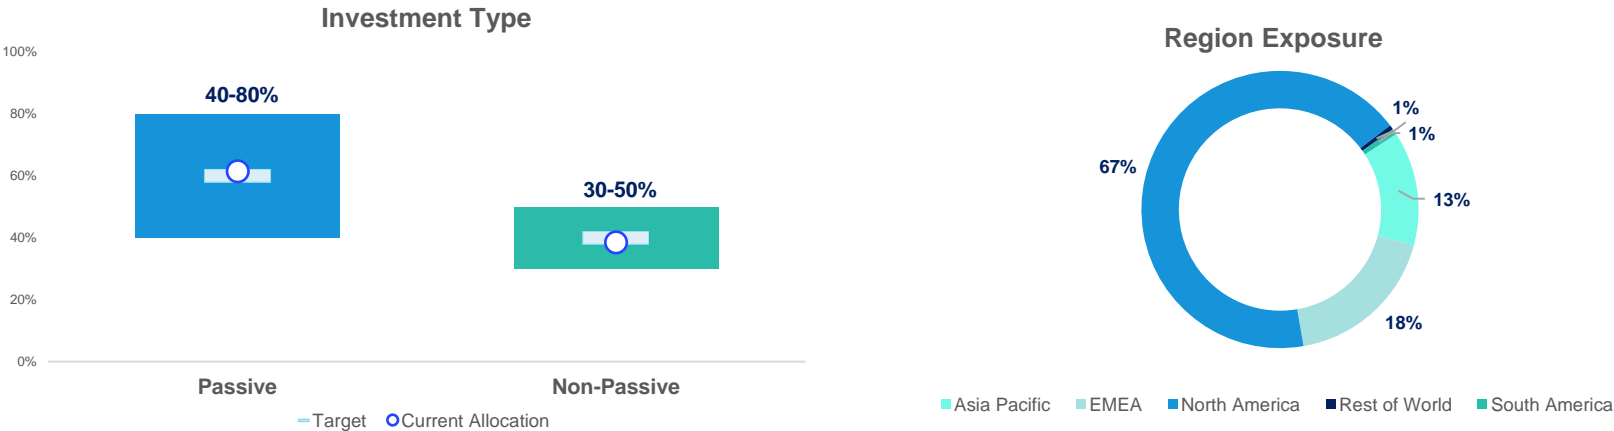 Investment Type
100%
80%
60%
40%
20%
0%
40-80%
30-50%
Passive
Non-Passive
Target
Current Allocation
Region Exposure
1%
1%
67%
13%
18%
Asia Pacific
EMEA
North America
Rest of World
South America